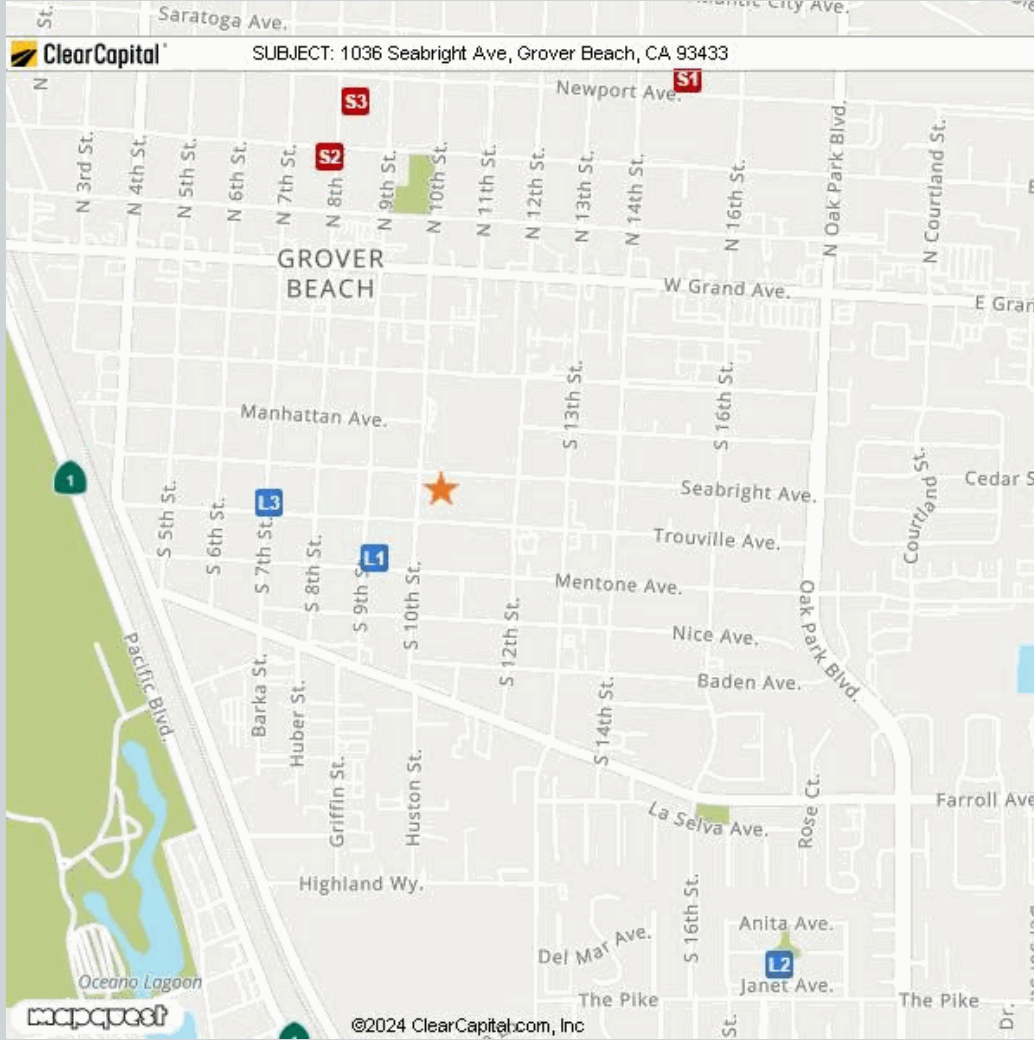 St.
Saratoga Ave.
Atlantic City Ave.
ClearCapital
SUBJECT: 1036 Seabright Ave, Grover Beach, CA 93433
N
S1
Newport Ave.
S3
S2
N 3rd St.
N 4th St.
N 5th St.
N 6th St.
N 7th St.
N 8th
N 9th St.
N 10th St.
N 11th St.
N 12th St.
N 13th St.
N 14th St.
N 16th St.
N Oak Park Blvd.
N Courtland St.
GROVER
BEACH
W Grand Ave.
E Gran
S 13th St.
S 16th St.
Manhattan Ave.
1
Seabright Ave.
Cedar S
Courtland St.
L3
S 5th St.
S 6th St.
S 7th St.
S 8th St.
L1
S 9th S
S 10th St.
Trouville Ave.
Mentone Ave.
S 12th St.
Nice Ave.
Oak Park Blvd.
Baden Ave.
Pacific Blvd.
Barka St.
Huber St.
S 14th St.
Griffin St.
Huston St.
La Selva Ave.
Rose Ct.
Farroll Ave
Highland Wy.
S 16th St.
Anita Ave.
Del Mar Ave.
L2
Oceano Lagoon
Janet Ave.
The Pike
The Pike
mapquest
©2024 ClearCapital.com, Inc
1
St.
Dr.